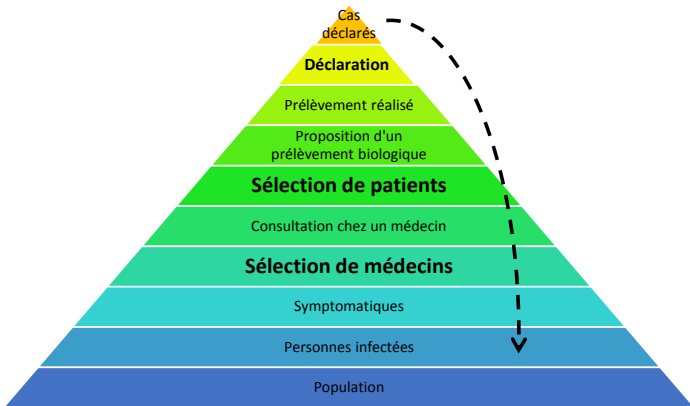 Cas
déclarés
Déclaration
Prélèvement réalisé
Proposition d'un
prélèvement biologique
Sélection de patients
Consultation chez un médecin
Sélection de médecins
Symptomatiques
Personnes infectées
Population